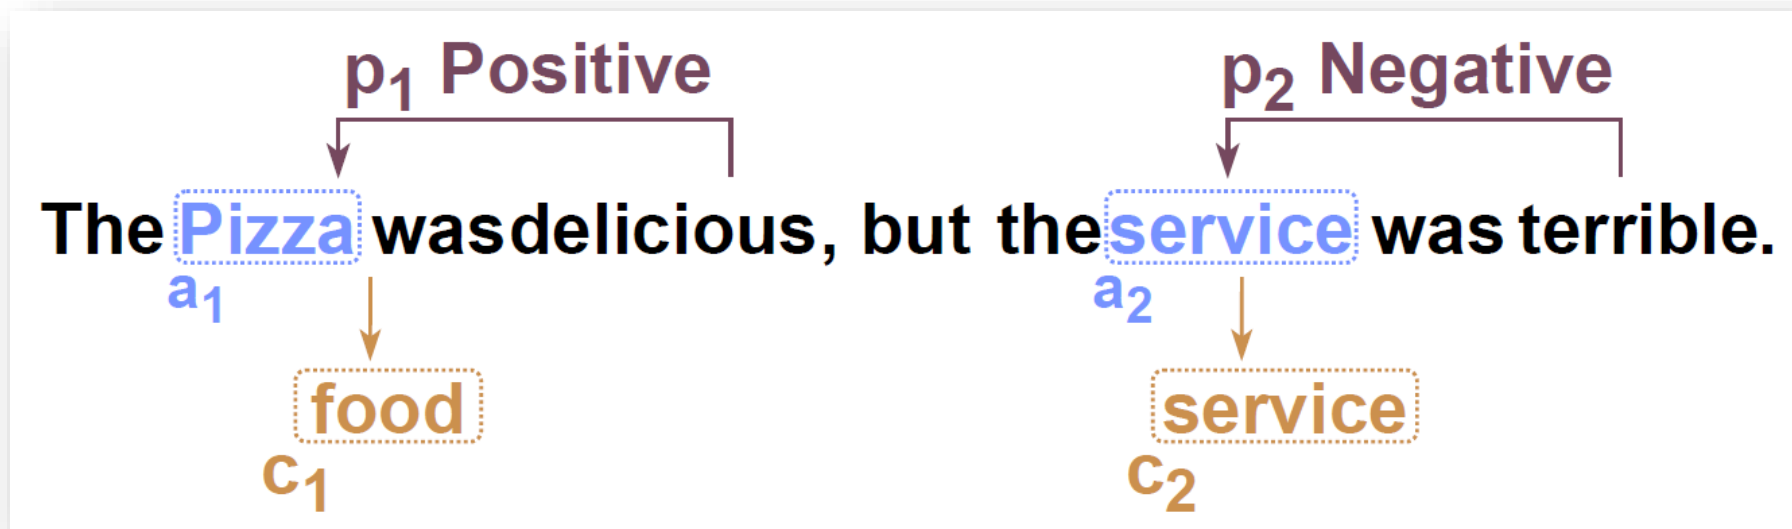 p1 Positive p2 Negative
The Pizza was delicious, but the service was terrible.
a1 a2
food service
c1 c2